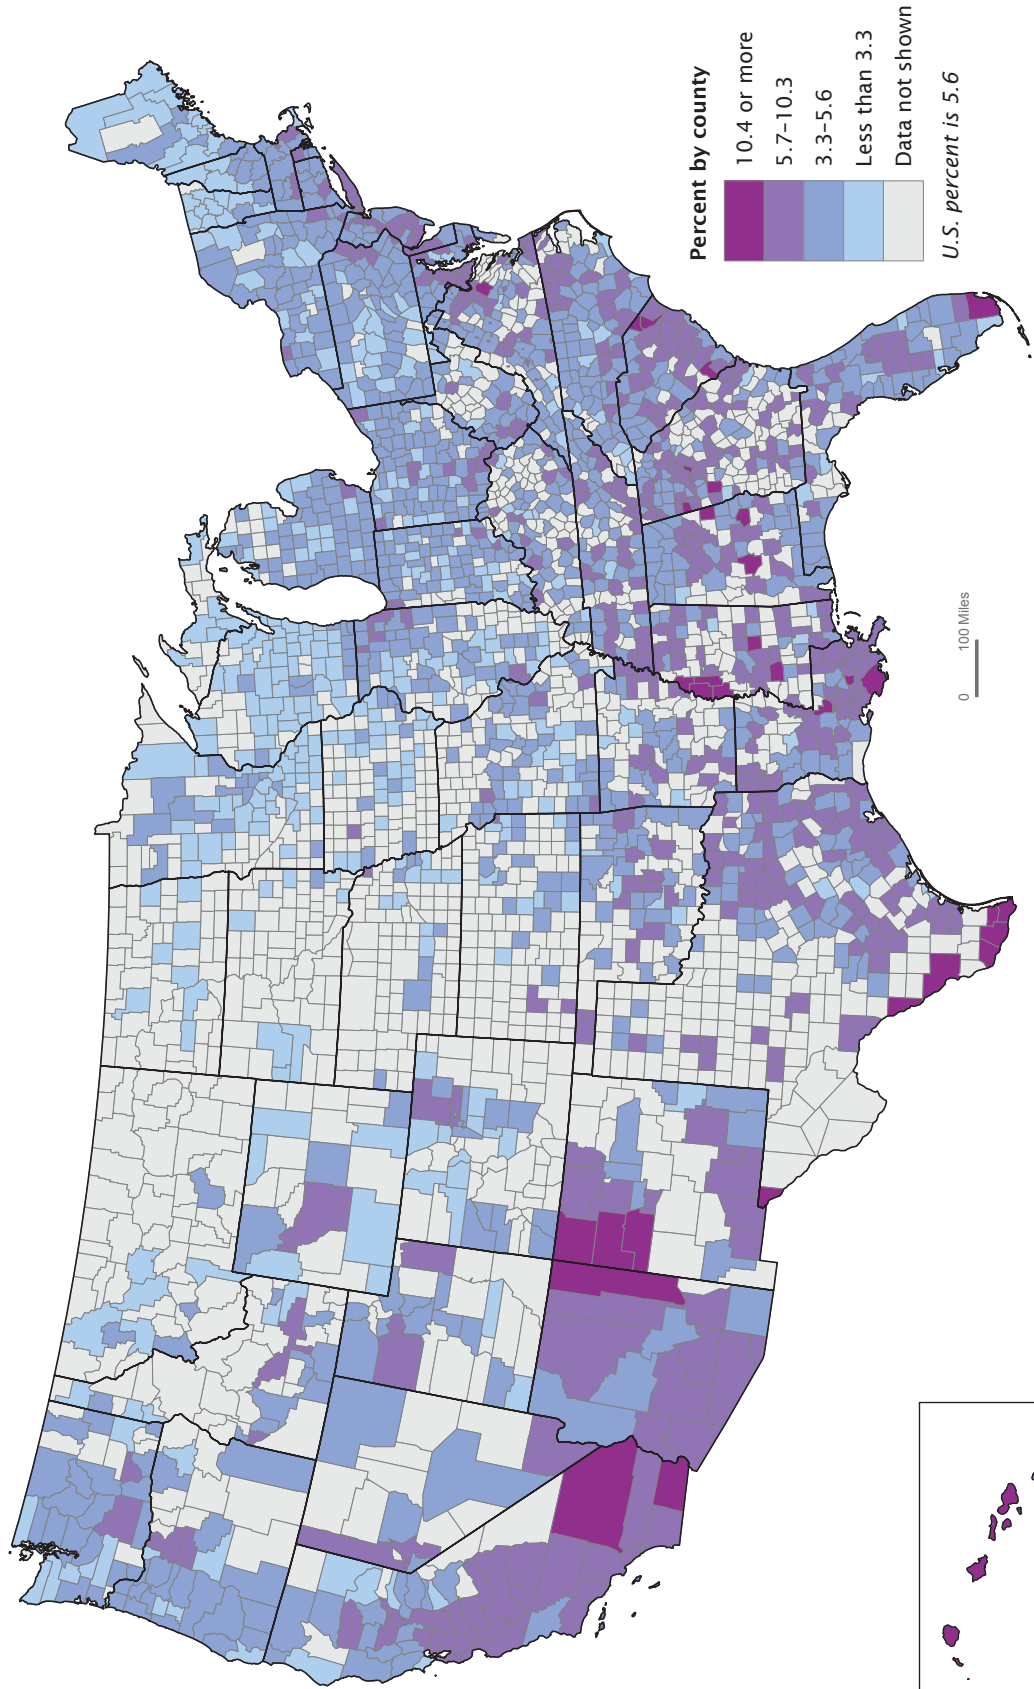 Percent by county
10.4 or more
5.7–10.3
3.3–5.6
Less than 3.3
Data not shown
U.S. percent is 5.6
0 100 Miles